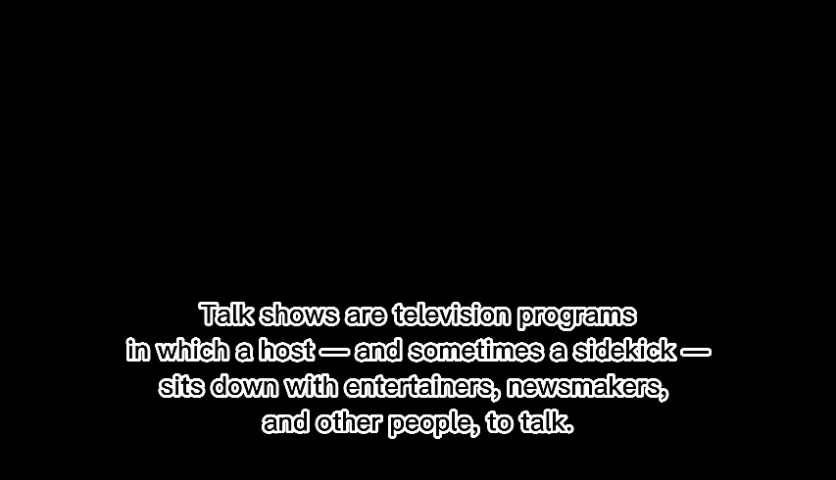 Talk shows are television programs
in which a host — and sometimes a sidekick —
sits down with entertainers, newsmakers,
and other people, to talk.